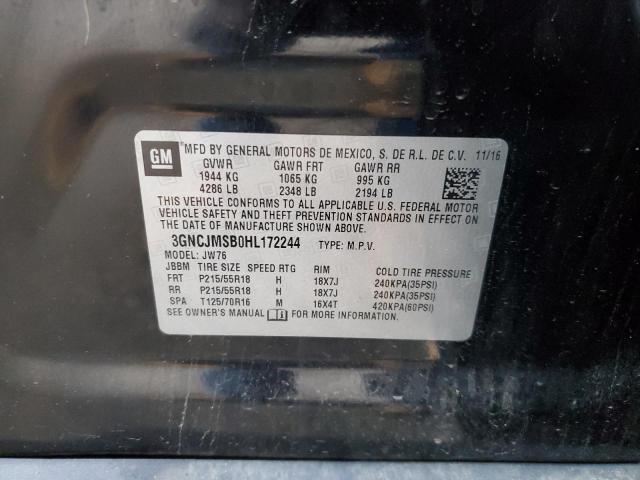 GM
MFD BY GENERAL MOTORS DE MEXICO, S. DE R.L. DE C.V. 11/16
GVWR GAWR FRT GAWR RR
1944 KG 1065 KG 995 KG
4286 LB 2348 LB 2194 LB
THIS VEHICLE CONFORMS TO ALL APPLICABLE U.S. FEDERAL MOTOR
VEHICLE SAFETY AND THEFT PREVENTION STANDARDS IN EFFECT ON
THE DATE OF MANUFACTURE SHOWN ABOVE.
3GNCJMSB0HL172244 TYPE: M.P.V.
MODEL: JW76
JBBM TIRE SIZE SPEED RTG RIM COLD TIRE PRESSURE
FRT P215/55R18 H 18X7J 240KPA(35PSI)
RR P215/55R18 H 18X7J 240KPA(35PSI)
SPA T125/70R16 M 16X4T 420KPA(60PSI)
SEE OWNER'S MANUAL FOR MORE INFORMATION